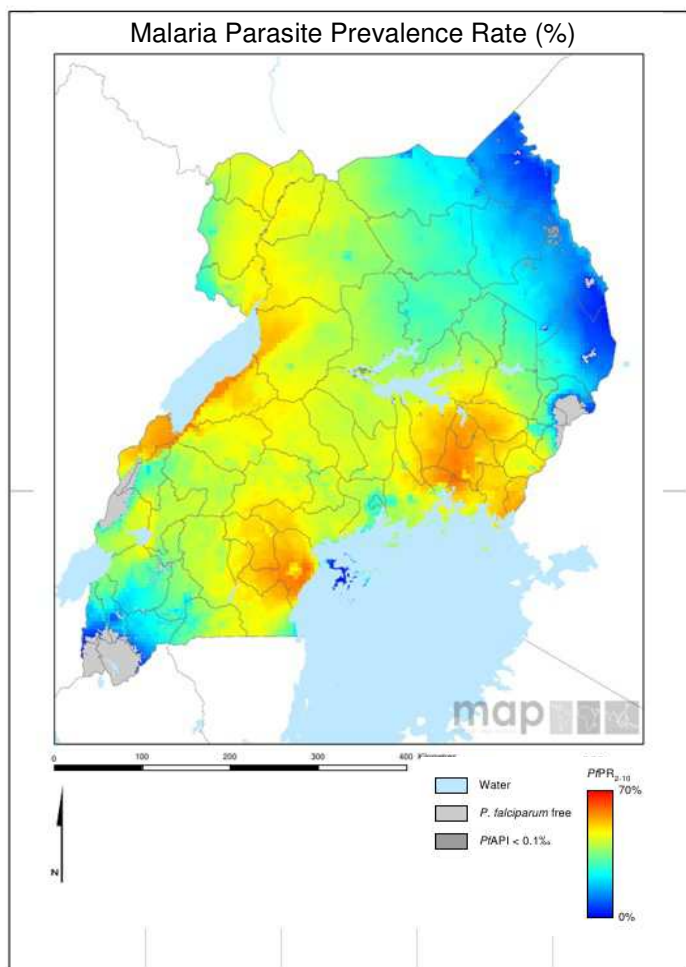 Malaria Parasite Prevalence Rate (%)
map
0 100 200 300 400
Water
P. falciparum free
PfAPI < 0.1‰
PfPR2-10
70%
0%
N